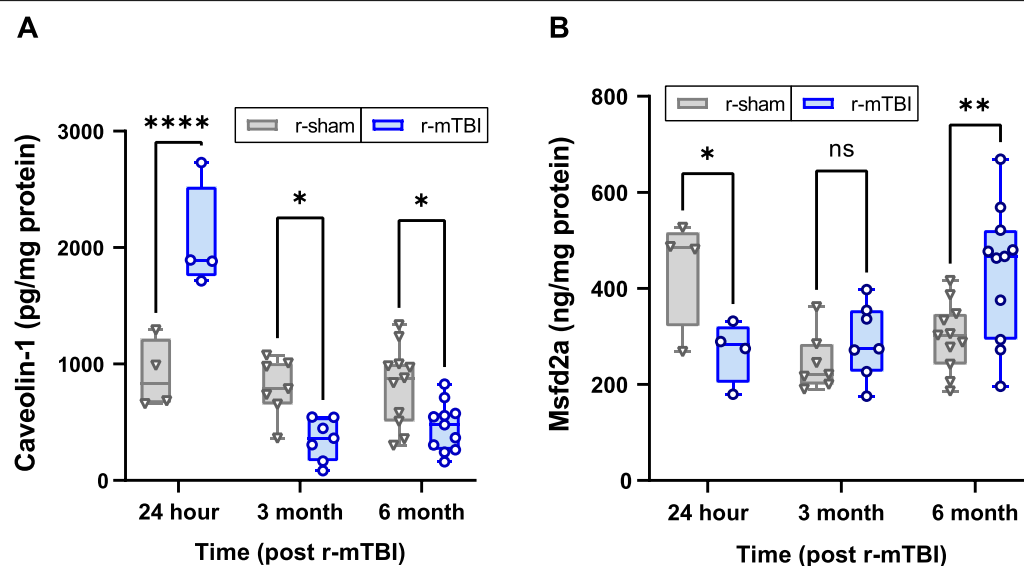 A
B
****
r-sham
r-mTBI
*
*
3000
2000
1000
0
Caveolin-1 (pg/mg protein)
24 hour
3 month
6 month
Time (post r-mTBI)
r-sham
r-mTBI
*
ns
**
800
600
400
200
0
Msfd2a (ng/mg protein)
24 hour
3 month
6 month
Time (post r-mTBI)